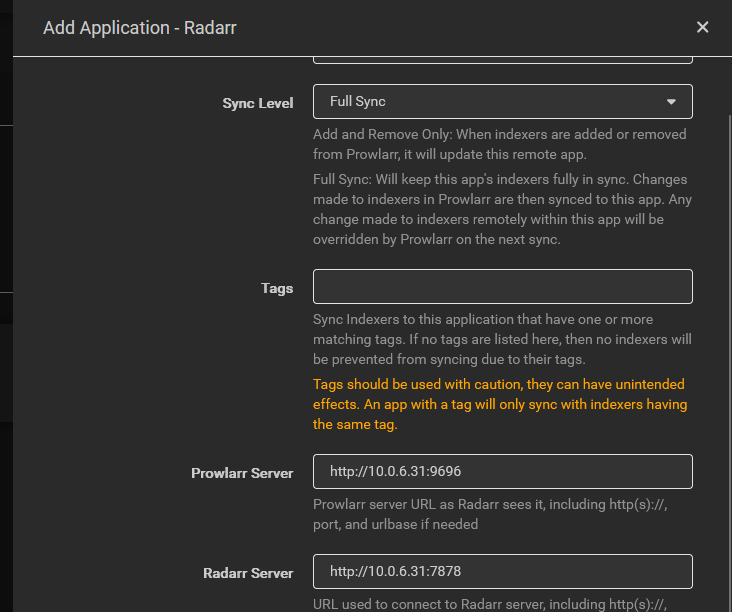 Add Application - Radarr
Sync Level
Full Sync
Add and Remove Only: When indexers are added or removed
from Prowlarr, it will update this remote app.
Full Sync: Will keep this app's indexers fully in sync. Changes
made to indexers in Prowlarr are then synced to this app. Any
change made to indexers remotely within this app will be
overridden by Prowlarr on the next sync.
Tags
Sync Indexers to this application that have one or more
matching tags. If no tags are listed here, then no indexers will
be prevented from syncing due to their tags.
Tags should be used with caution, they can have unintended
effects. An app with a tag will only sync with indexers having
the same tag.
Prowlarr Server
http://10.0.6.31:9696
Prowlarr server URL as Radarr sees it, including http(s)://,
port, and urlbase if needed
Radarr Server
http://10.0.6.31:7878
URL used to connect to Radarr server, including http(s)://,